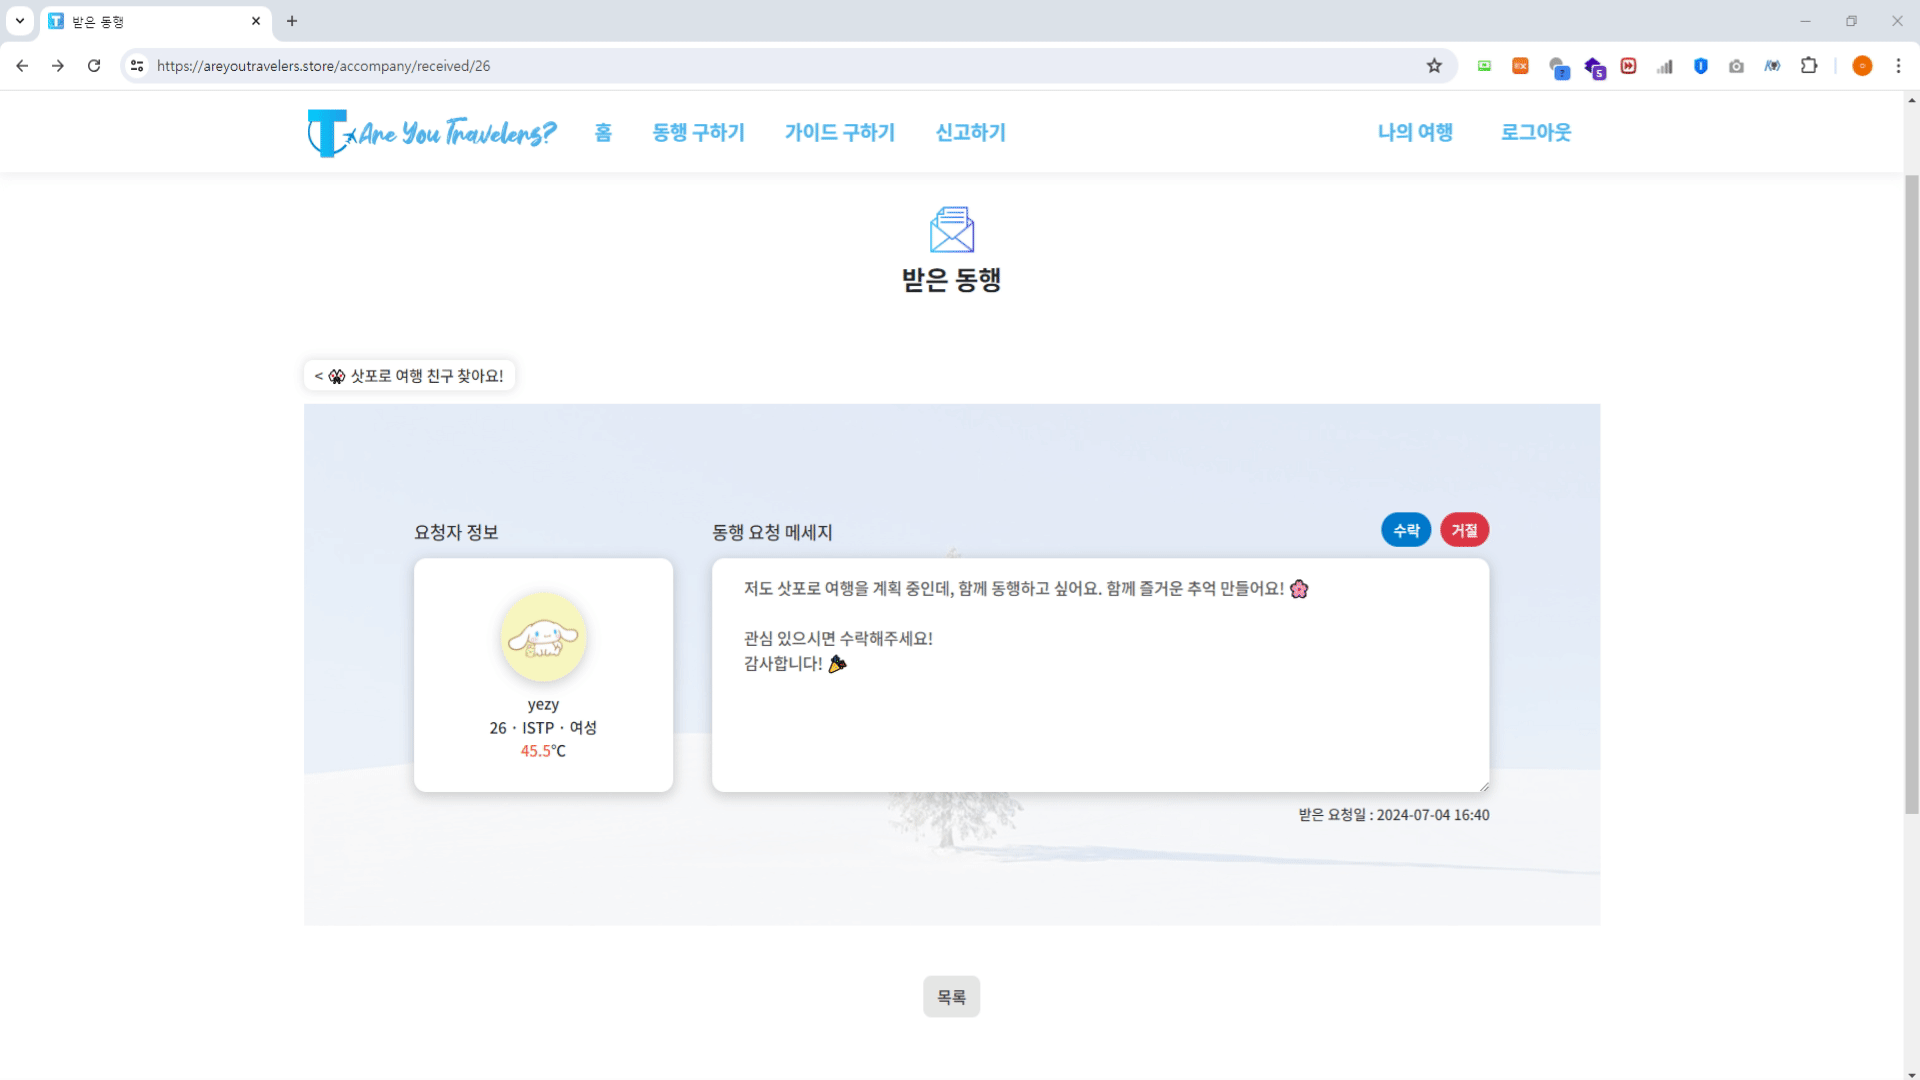 받은 동행
https://areyoutravelers.store/accompany/received/26
T Are You Travelers? 홈 동행 구하기 가이드 구하기 신고하기 나의 여행 로그아웃
받은 동행
< 🎌 삿포로 여행 친구 찾아요!
요청자 정보 동행 요청 메세지 수락 거절
저도 삿포로 여행을 계획 중인데, 함께 동행하고 싶어요. 함께 즐거운 추억 만들어요! 🌸
관심 있으시면 수락해주세요!
감사합니다! 🎉
yezy
26 · ISTP · 여성
45.5℃
받은 요청일 : 2024-07-04 16:40
목록